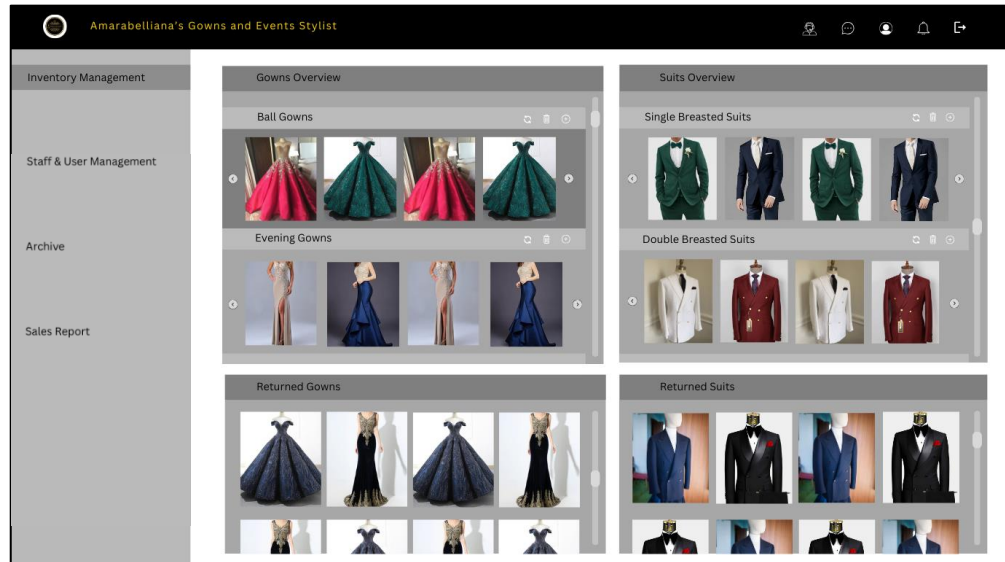 Amarabelliana's Gowns and Events Stylist
Inventory Management
Staff & User Management
Archive
Sales Report
Gowns Overview
Ball Gowns
Evening Gowns
Suits Overview
Single Breasted Suits
Double Breasted Suits
Returned Gowns
Returned Suits